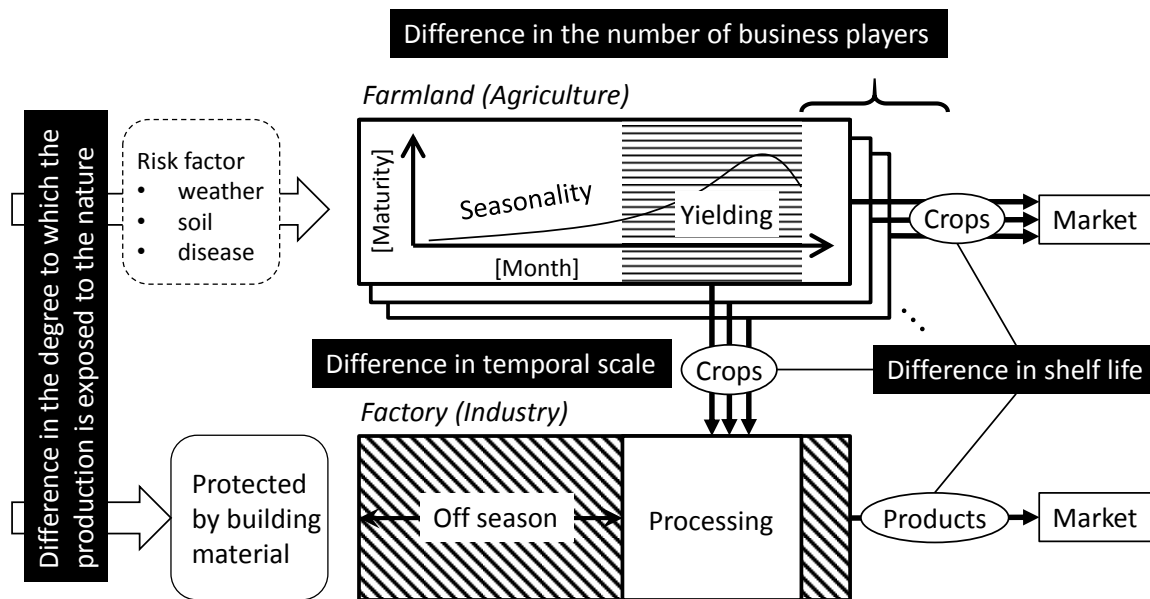 Difference in the number of business players
Farmland (Agriculture)
Difference in the degree to which the
production is exposed to the nature
Risk factor
• weather
• soil
• disease
[Maturity]
Seasonality
Yielding
[Month]
Crops
Market
Difference in temporal scale
Crops
Difference in shelf life
Factory (Industry)
Protected
by building
material
Off season
Processing
Products
Market